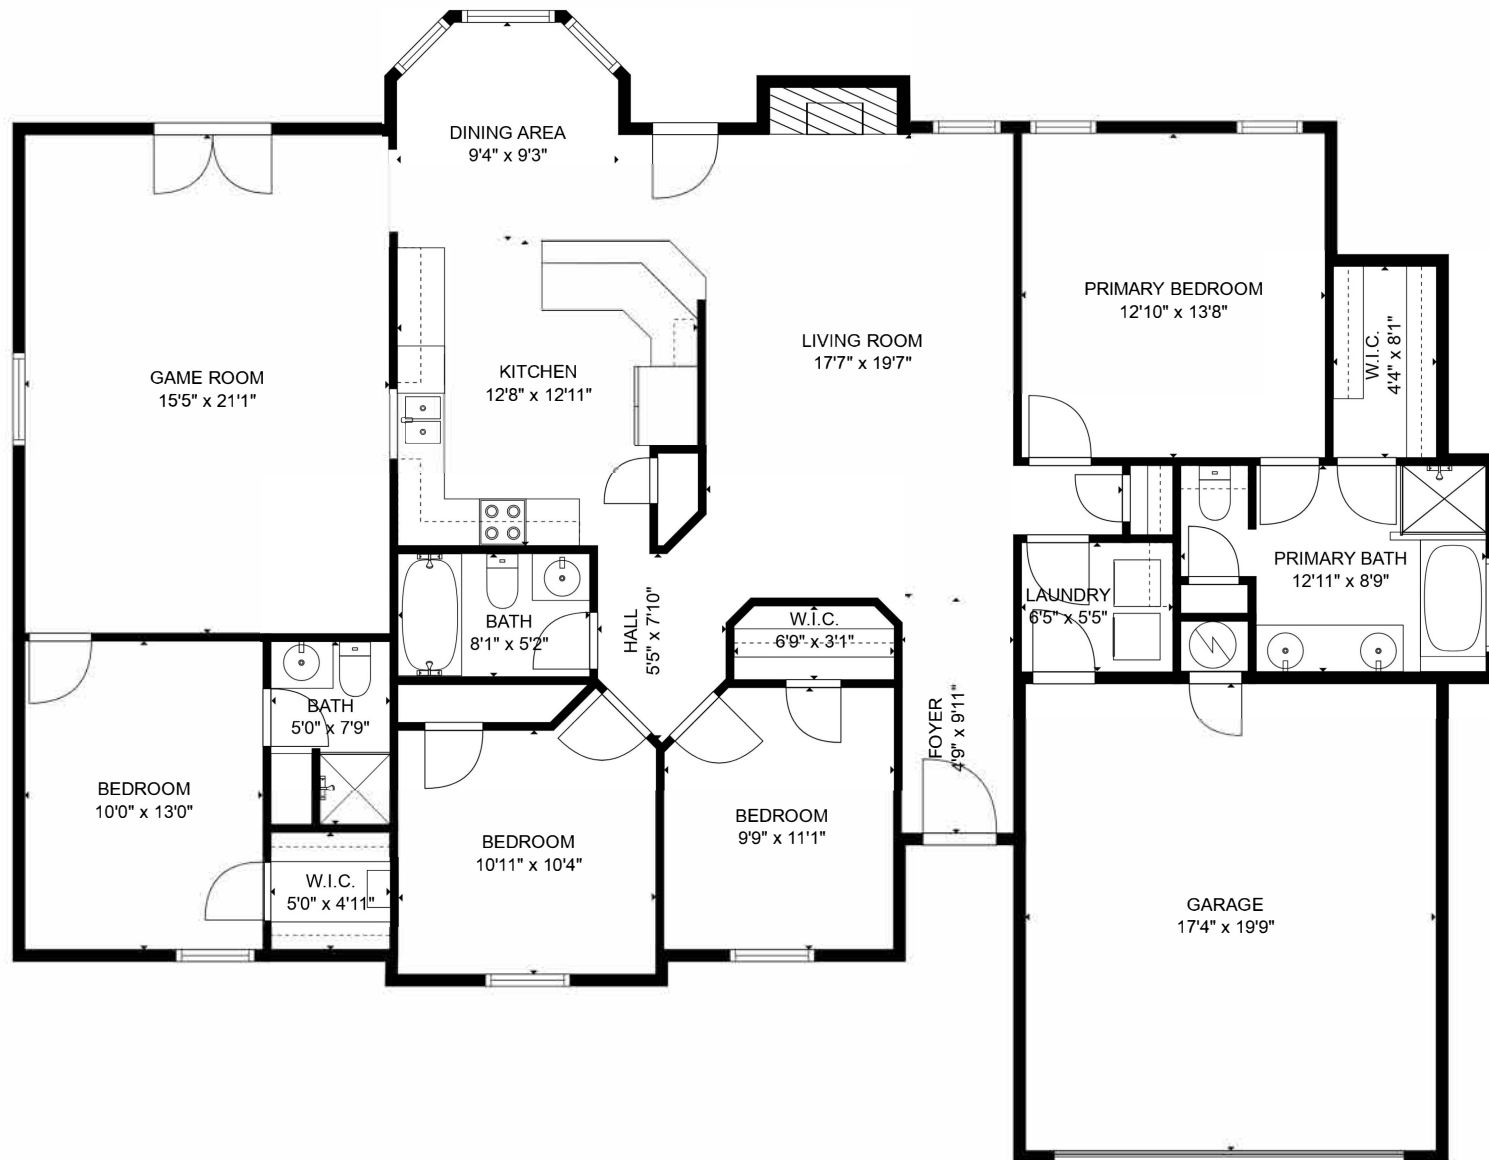 DINING AREA
9'4" x 9'3"
PRIMARY BEDROOM
12'10" x 13'8"
W.I.C.
4'4" x 8'1"
LIVING ROOM
17'7" x 19'7"
GAME ROOM
15'5" x 21'1"
KITCHEN
12'8" x 12'11"
PRIMARY BATH
12'11" x 8'9"
LAUNDRY
6'5" x 5'5"
BATH
8'1" x 5'2"
HALL
5'5" x 7'10"
W.I.C.
6'9" x 3'1"
FOYER
4'9" x 9'11"
BATH
5'0" x 7'9"
BEDROOM
10'0" x 13'0"
BEDROOM
10'11" x 10'4"
BEDROOM
9'9" x 11'1"
W.I.C.
5'0" x 4'11"
GARAGE
17'4" x 19'9"